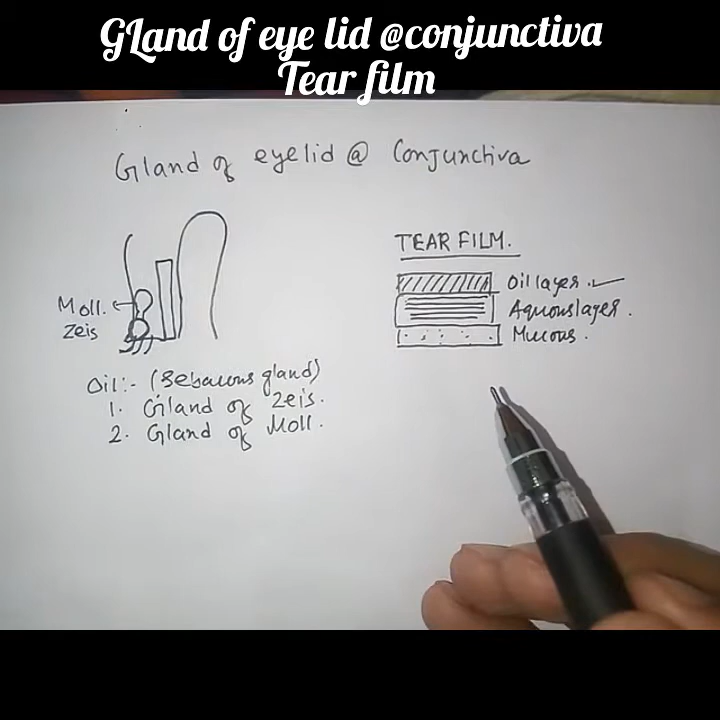 GLand of eye lid @conjunctiva
Tear film
Gland of eyelid @ Conjunctiva
Moll.
Zeis
TEAR FILM.
Oil layer.
Aqueous layer.
Mucous.
Oil:- (Sebaceous gland)
1. Gland of Zeis.
2. Gland of Moll.